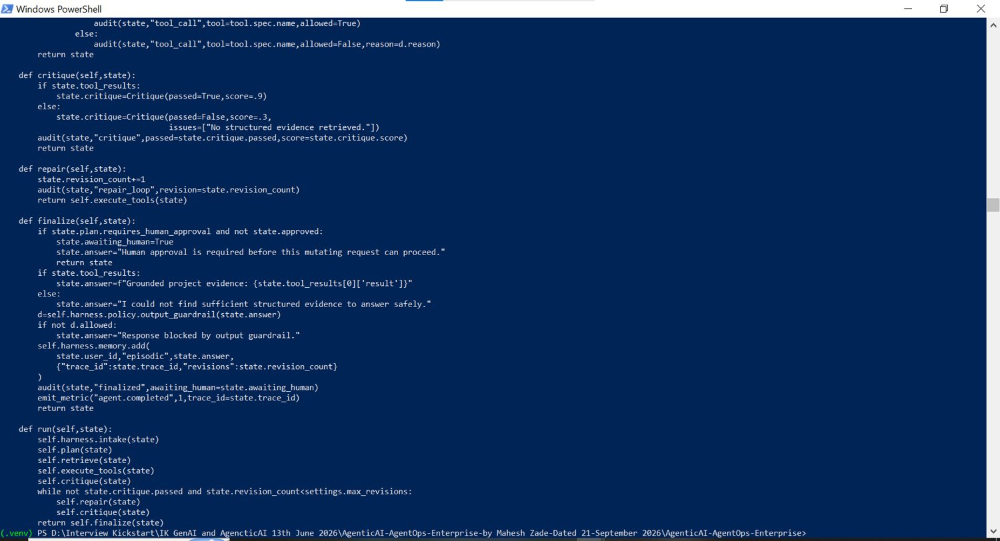 Windows PowerShell
                    audit(state,"tool_call",tool=tool.spec.name,allowed=True)
                else:
                    audit(state,"tool_call",tool=tool.spec.name,allowed=False,reason=d.reason)
        return state

    def critique(self,state):
        if state.tool_results:
            state.critique=Critique(passed=True,score=.9)
        else:
            state.critique=Critique(passed=False,score=.3,
                                    issues=["No structured evidence retrieved."])
        audit(state,"critique",passed=state.critique.passed,score=state.critique.score)
        return state

    def repair(self,state):
        state.revision_count+=1
        audit(state,"repair_loop",revision=state.revision_count)
        return self.execute_tools(state)

    def finalize(self,state):
        if state.plan.requires_human_approval and not state.approved:
            state.awaiting_human=True
            state.answer="Human approval is required before this mutating request can proceed."
            return state
        if state.tool_results:
            state.answer=f"Grounded project evidence: {state.tool_results[0]['result']}"
        else:
            state.answer="I could not find sufficient structured evidence to answer safely."
        d=self.harness.policy.output_guardrail(state.answer)
        if not d.allowed:
            state.answer="Response blocked by output guardrail."
        self.harness.memory.add(
            state.user_id,"episodic",state.answer,
            {"trace_id":state.trace_id,"revisions":state.revision_count}
        )
        audit(state,"finalized",awaiting_human=state.awaiting_human)
        emit_metric("agent.completed",1,trace_id=state.trace_id)
        return state

    def run(self,state):
        self.harness.intake(state)
        self.plan(state)
        self.retrieve(state)
        self.execute_tools(state)
        self.critique(state)
        while not state.critique.passed and state.revision_count<settings.max_revisions:
            self.repair(state)
            self.critique(state)
        return self.finalize(state)
(.venv) PS D:\Interview Kickstart\IK GenAI and AgencticAI 13th June 2026\AgenticAI-AgentOps-Enterprise-by Mahesh Zade-Dated 21-September 2026\AgenticAI-AgentOps-Enterprise>